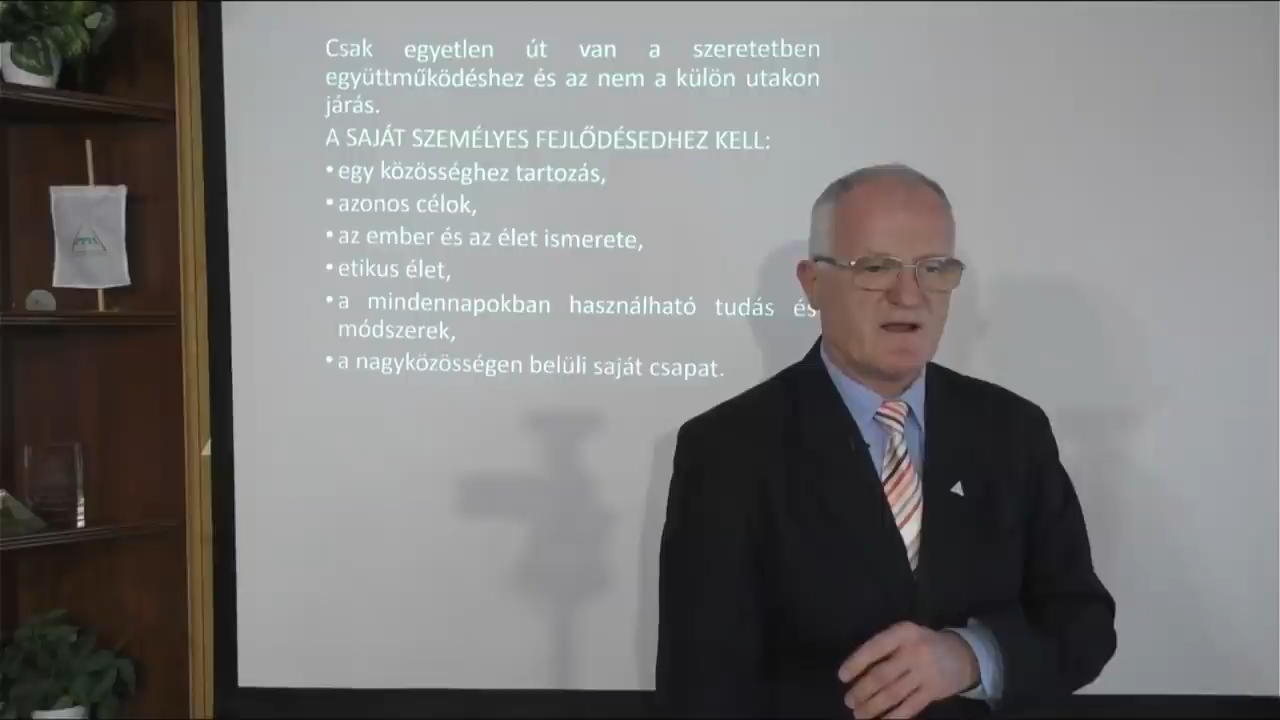 Csak egyetlen út van a szeretetben
együttműködéshez és az nem a külön utakon
járás.
A SAJÁT SZEMÉLYES FEJLŐDÉSEDHEZ KELL:
• egy közösséghez tartozás,
• azonos célok,
• az ember és az élet ismerete,
• etikus élet,
• a mindennapokban használható tudás és
módszerek,
• a nagyközösségen belüli saját csapat.